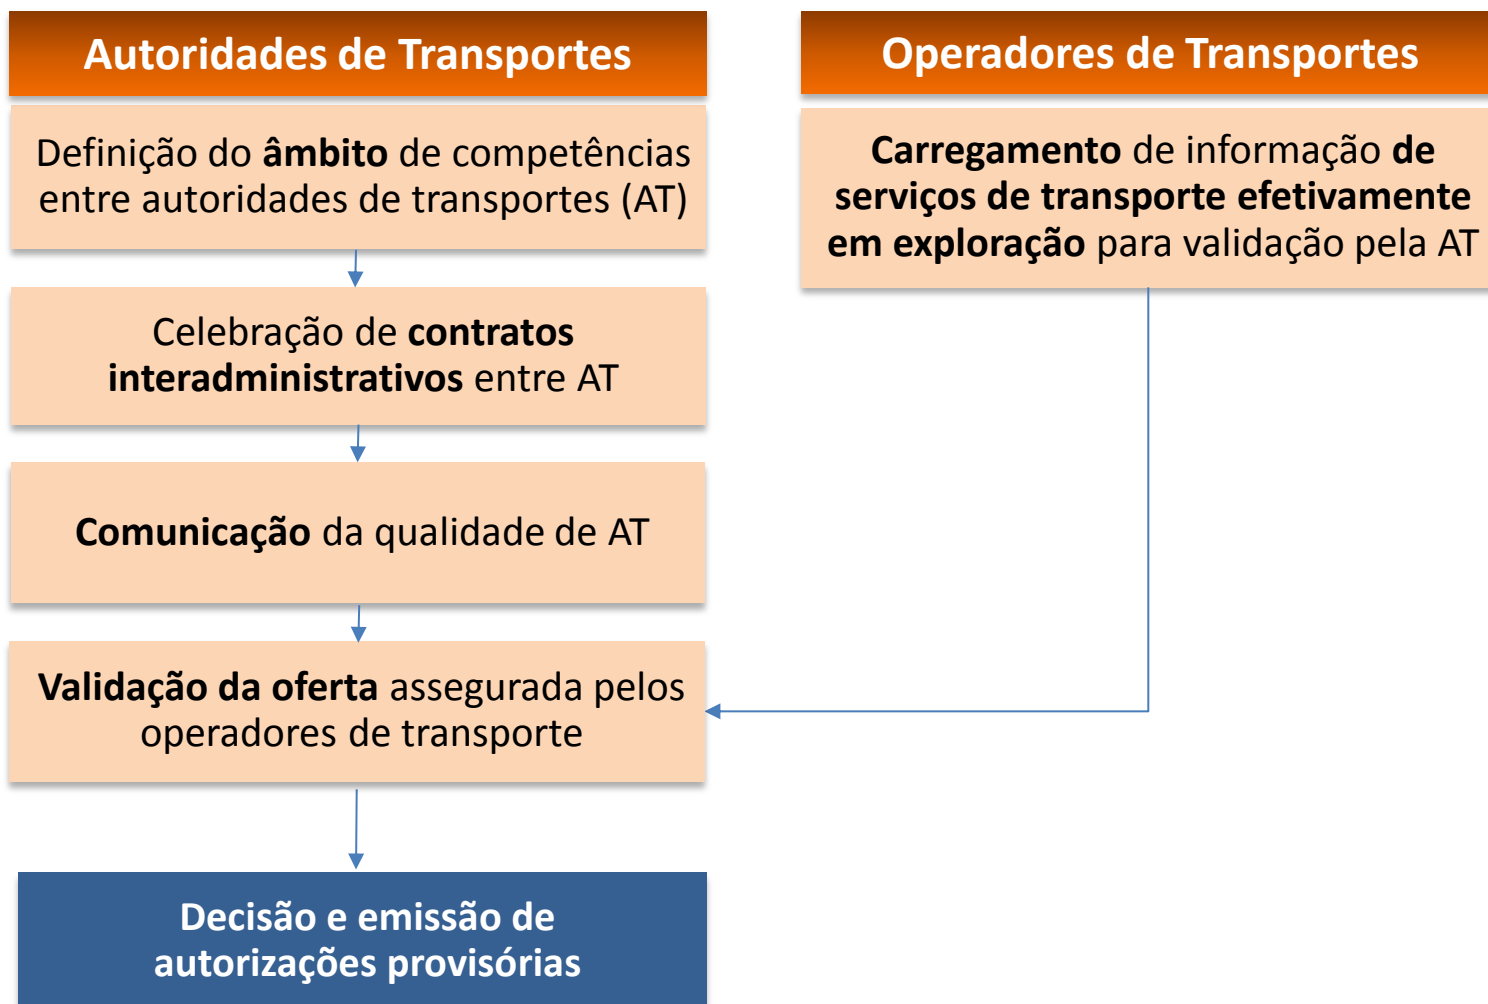 Autoridades de Transportes
Definição do âmbito de competências
entre autoridades de transportes (AT)
Celebração de contratos
interadministrativos entre AT
Comunicação da qualidade de AT
Validação da oferta assegurada pelos
operadores de transporte
Decisão e emissão de
autorizações provisórias
Operadores de Transportes
Carregamento de informação de
serviços de transporte efetivamente
em exploração para validação pela AT